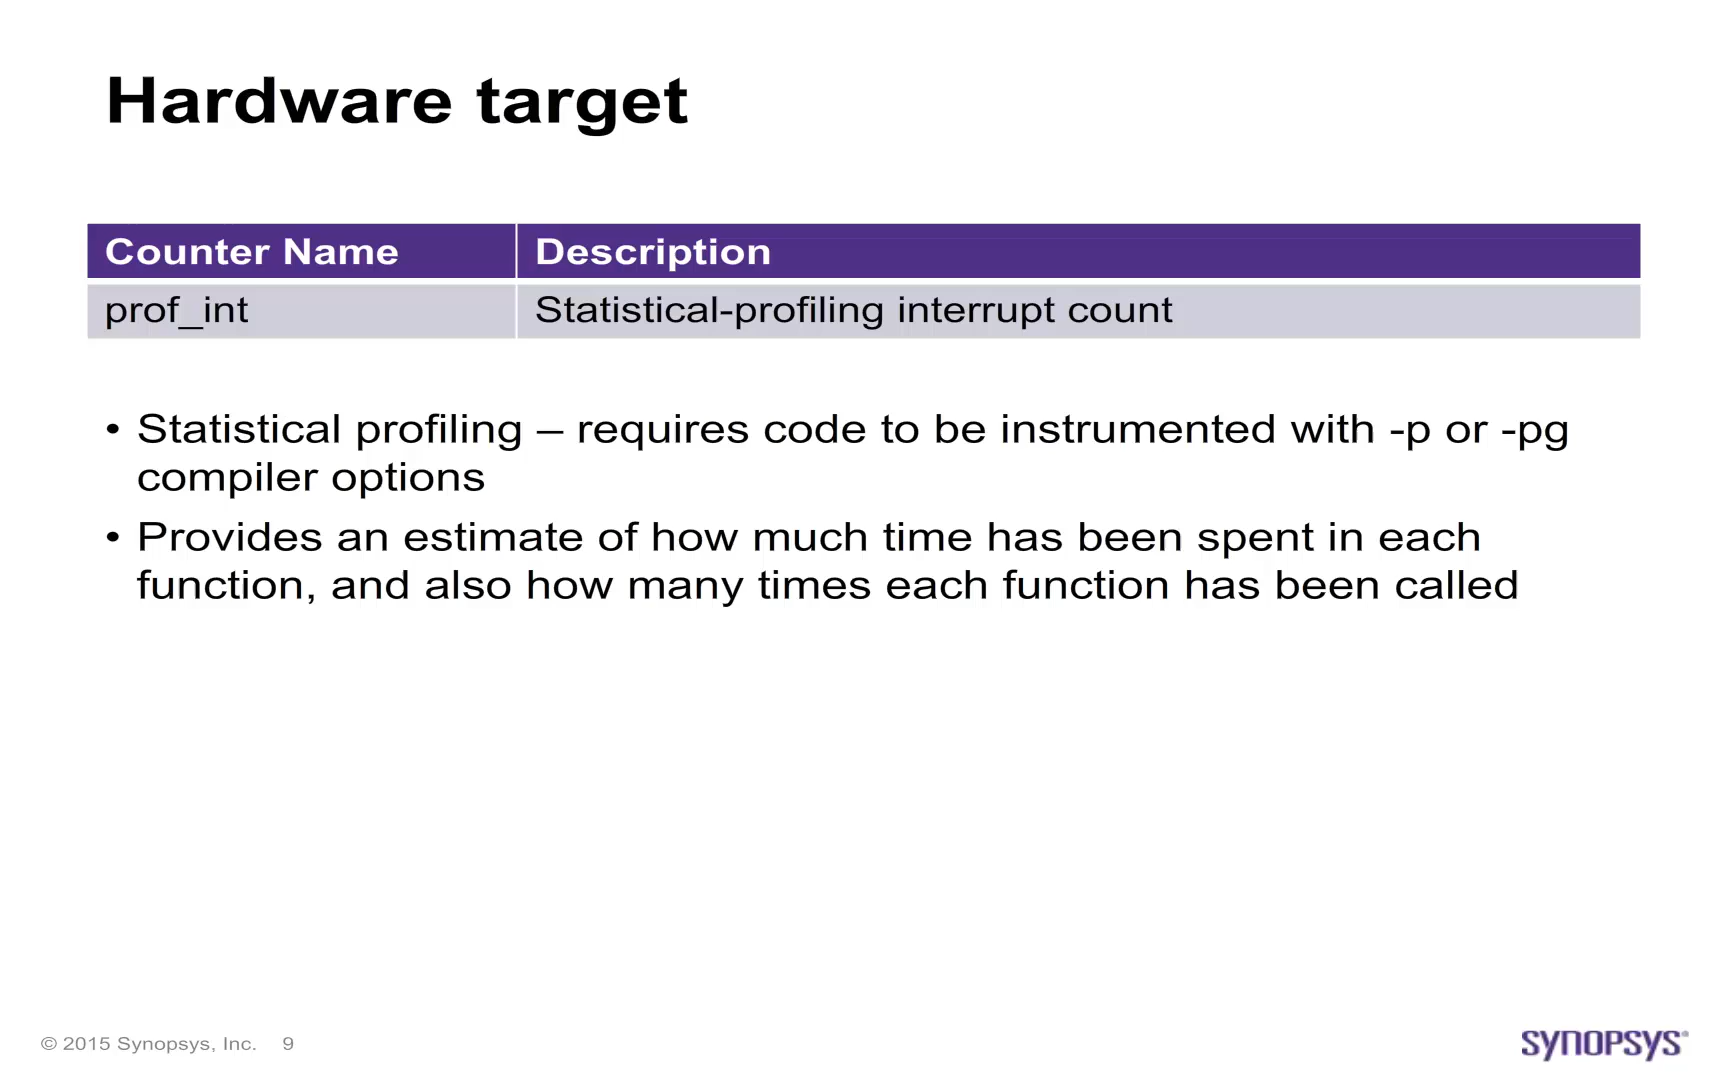 Hardware target
Counter Name Description
prof_int Statistical-profiling interrupt count
• Statistical profiling – requires code to be instrumented with -p or -pg
compiler options
• Provides an estimate of how much time has been spent in each
function, and also how many times each function has been called
© 2015 Synopsys, Inc. 9
SYNOPSYS®